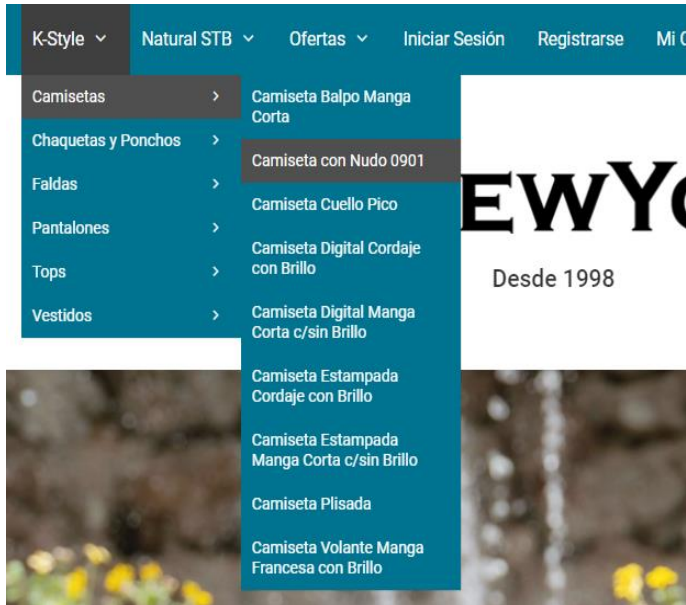 K-Style
Natural STB
Ofertas
Iniciar Sesión
Registrarse
Mi
Camisetas
Chaquetas y Ponchos
Faldas
Pantalones
Tops
Vestidos
Camiseta Balpo Manga
Corta
Camiseta con Nudo 0901
Camiseta Cuello Pico
Camiseta Digital Cordaje
con Brillo
Camiseta Digital Manga
Corta c/sin Brillo
Camiseta Estampada
Cordaje con Brillo
Camiseta Estampada
Manga Corta c/sin Brillo
Camiseta Plisada
Camiseta Volante Manga
Francesa con Brillo
EWY
Desde 1998